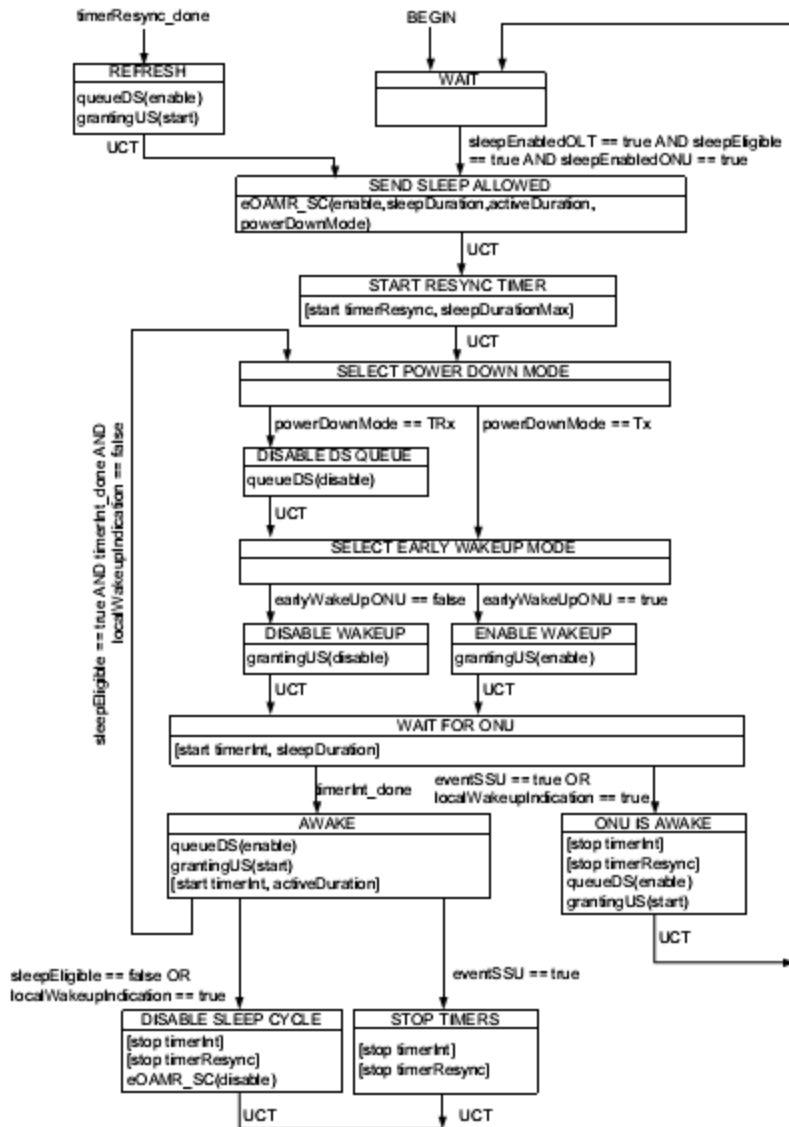 timerResync_done
BEGIN
REFRESH
queueDS(enable)
grantingUS(start)
UCT
WAIT
sleepEnabledOLT == true AND sleepEligible
== true AND sleepEnabledONU == true
SEND SLEEP ALLOWED
eOAMR_SC(enable,sleepDuration,activeDuration,
powerDownMode)
UCT
START RESYNC TIMER
[start timerResync, sleepDurationMax]
UCT
SELECT POWER DOWN MODE
powerDownMode == TRx
powerDownMode == Tx
DISABLE DS QUEUE
queueDS(disable)
UCT
SELECT EARLY WAKEUP MODE
earlyWakeUpONU == false
earlyWakeUpONU == true
DISABLE WAKEUP
grantingUS(disable)
UCT
ENABLE WAKEUP
grantingUS(enable)
UCT
WAIT FOR ONU
[start timerInt, sleepDuration]
timerInt_done
eventSSU == true OR
localWakeupIndication == true
AWAKE
queueDS(enable)
grantingUS(start)
[start timerInt, activeDuration]
ONU IS AWAKE
[stop timerInt]
[stop timerResync]
queueDS(enable)
grantingUS(start)
UCT
sleepEligible == true AND timerInt_done AND
localWakeupIndication == false
sleepEligible == false OR
localWakeupIndication == true
eventSSU == true
DISABLE SLEEP CYCLE
[stop timerInt]
[stop timerResync]
eOAMR_SC(disable)
UCT
STOP TIMERS
[stop timerInt]
[stop timerResync]
UCT